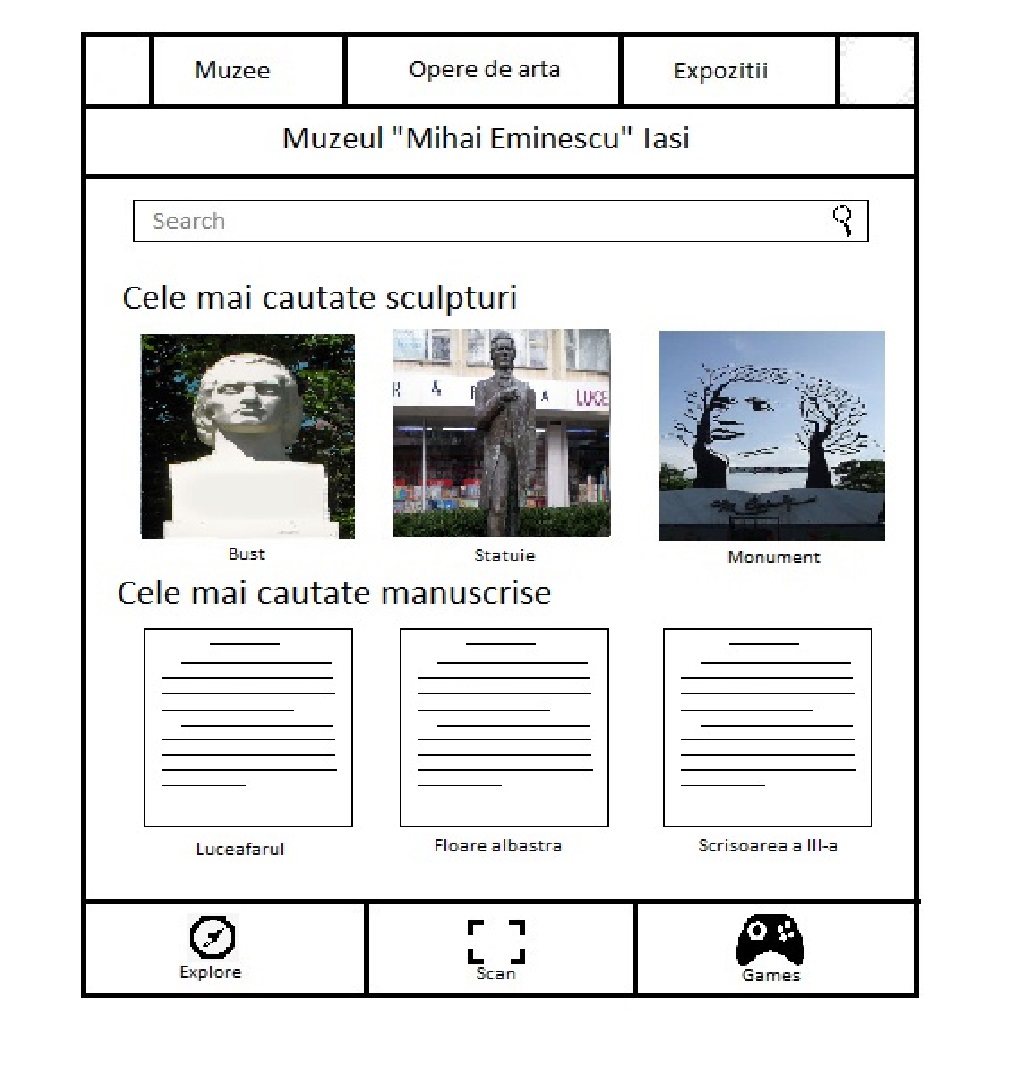 Muzee Opere de arta Expozitii
Muzeul "Mihai Eminescu" Iasi
Search
Cele mai cautate sculpturi
LUCE
Bust Statuie Monument
Cele mai cautate manuscrise
Luceafarul Floare albastra Scrisoarea a III-a
Explore Scan Games